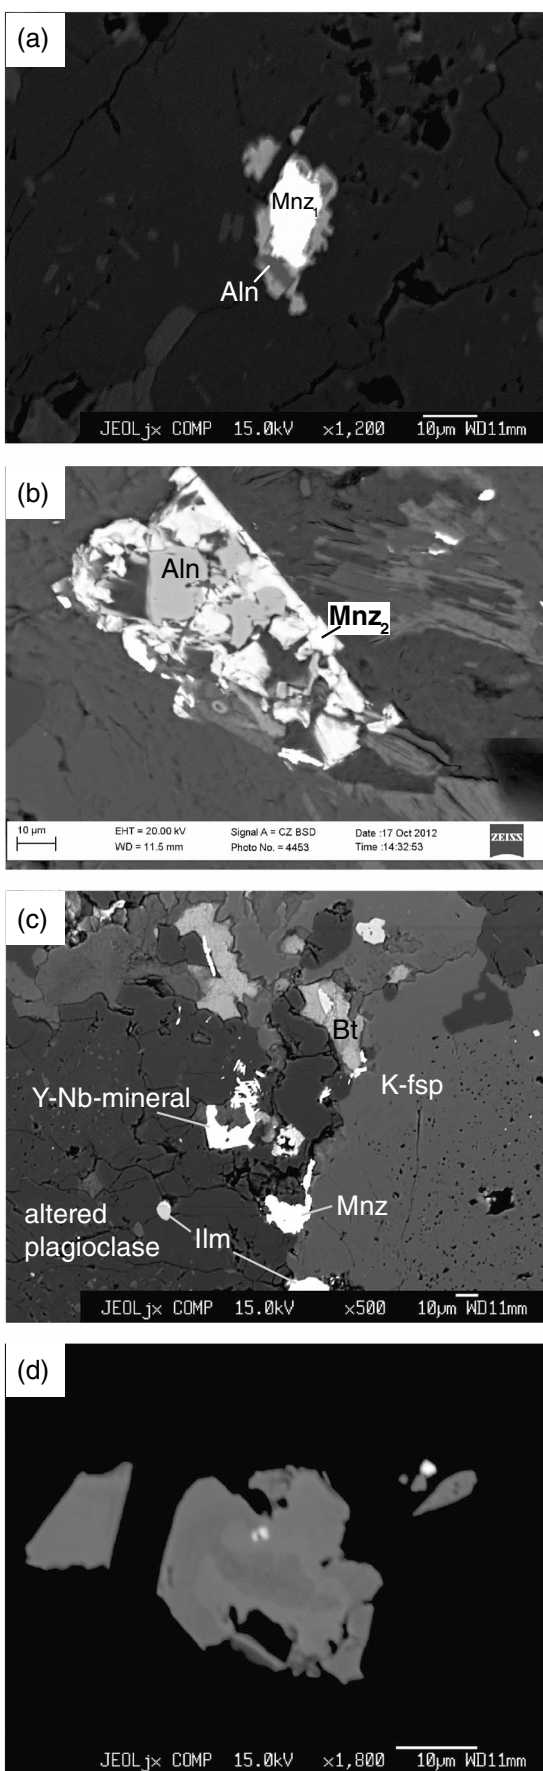 (a)
Mnz1
Aln
JEOLjx COMP 15.0kV ×1,200 10µm WD11mm
(b)
Aln
Mnz2
10 µm
EHT = 20.00 kV Signal A = CZ BSD Date :17 Oct 2012
WD = 11.5 mm Photo No. = 4453 Time :14:32:53
ZEISS
(c)
Bt
K-fsp
Y-Nb-mineral
Mnz
altered
plagioclase
Ilm
JEOLjx COMP 15.0kV ×500 10µm WD11mm
(d)
JEOLjx COMP 15.0kV ×1,800 10µm WD11mm